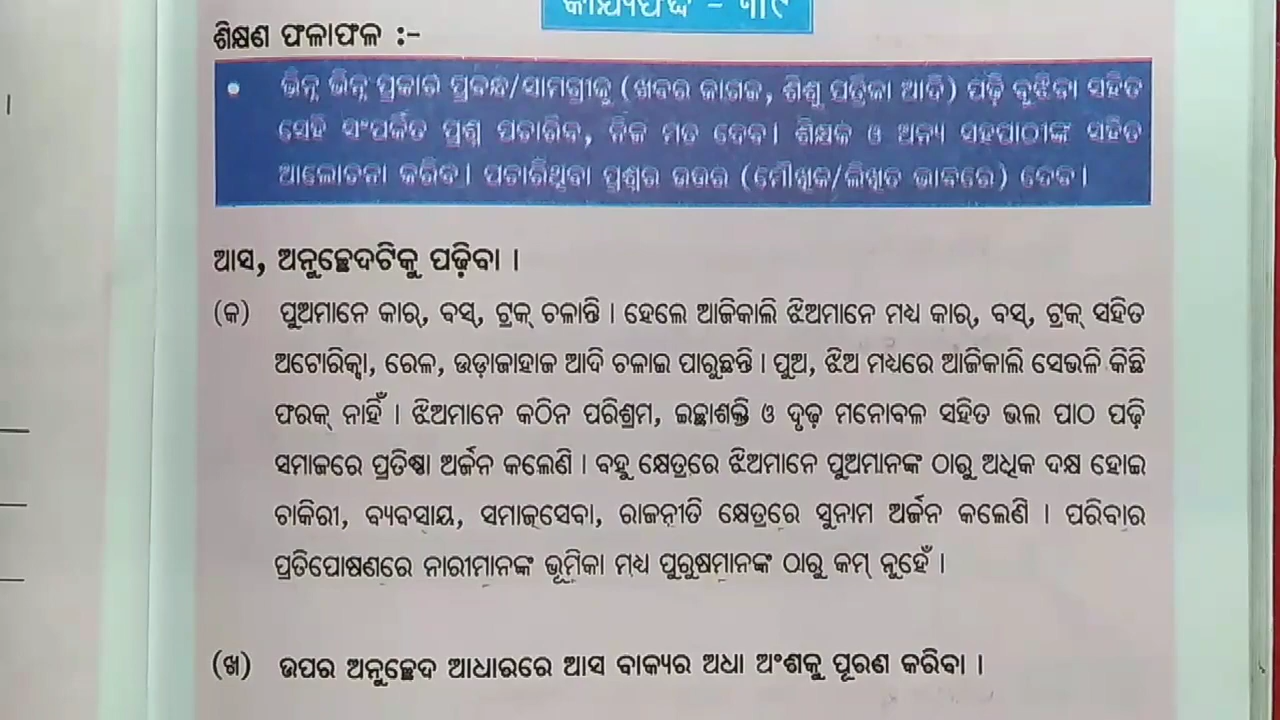 କାର୍ଯ୍ୟଫର୍ଦ୍ଦ -
ଶିକ୍ଷଣ ଫଳାଫଳ :-
• ଭିନ୍ନ ଭିନ୍ନ ପ୍ରକାର ପ୍ରବନ୍ଧ/ସାମଗ୍ରୀକୁ (ଖବର କାଗଜ, ଶିଶୁ ପତ୍ରିକା ଆଦି) ପଢ଼ି ବୁଝିବା ସହିତ
ସେହି ସଂପର୍କିତ ପ୍ରଶ୍ନ ପଚାରିବ, ନିଜ ମତ ଦେବ। ଶିକ୍ଷକ ଓ ଅନ୍ୟ ସହପାଠୀଙ୍କ ସହିତ
ଆଲୋଚନା କରିବ। ପଚାରିଥିବା ପ୍ରଶ୍ନର ଉତ୍ତର (ମୌଖିକ/ଲିଖିତ ଭାବରେ) ଦେବ।
ଆସ, ଅନୁଚ୍ଛେଦଟିକୁ ପଢ଼ିବା ।
(କ) ପୁଅମାନେ କାର୍, ବସ୍, ଟ୍ରକ୍ ଚଳାନ୍ତି । ହେଲେ ଆଜିକାଲି ଝିଅମାନେ ମଧ୍ୟ କାର୍, ବସ୍, ଟ୍ରକ୍ ସହିତ
ଅଟୋରିକ୍ସା, ରେଳ, ଉଡ଼ାଜାହାଜ ଆଦି ଚଳାଇ ପାରୁଛନ୍ତି । ପୁଅ, ଝିଅ ମଧ୍ୟରେ ଆଜିକାଲି ସେଭଳି କିଛି
ଫରକ୍ ନାହିଁ । ଝିଅମାନେ କଠିନ ପରିଶ୍ରମ, ଇଚ୍ଛାଶକ୍ତି ଓ ଦୃଢ଼ ମନୋବଳ ସହିତ ଭଲ ପାଠ ପଢ଼ି
ସମାଜରେ ପ୍ରତିଷ୍ଠା ଅର୍ଜନ କଲେଣି । ବହୁ କ୍ଷେତ୍ରରେ ଝିଅମାନେ ପୁଅମାନଙ୍କ ଠାରୁ ଅଧିକ ଦକ୍ଷ ହୋଇ
ଚାକିରୀ, ବ୍ୟବସାୟ, ସମାଜସେବା, ରାଜନୀତି କ୍ଷେତ୍ରରେ ସୁନାମ ଅର୍ଜନ କଲେଣି । ପରିବାର
ପ୍ରତିପୋଷଣରେ ନାରୀମାନଙ୍କ ଭୂମିକା ମଧ୍ୟ ପୁରୁଷମାନଙ୍କ ଠାରୁ କମ୍ ନୁହେଁ ।
(ଖ) ଉପର ଅନୁଚ୍ଛେଦ ଆଧାରରେ ଆସ ବାକ୍ୟର ଅଧା ଅଂଶକୁ ପୂରଣ କରିବା ।